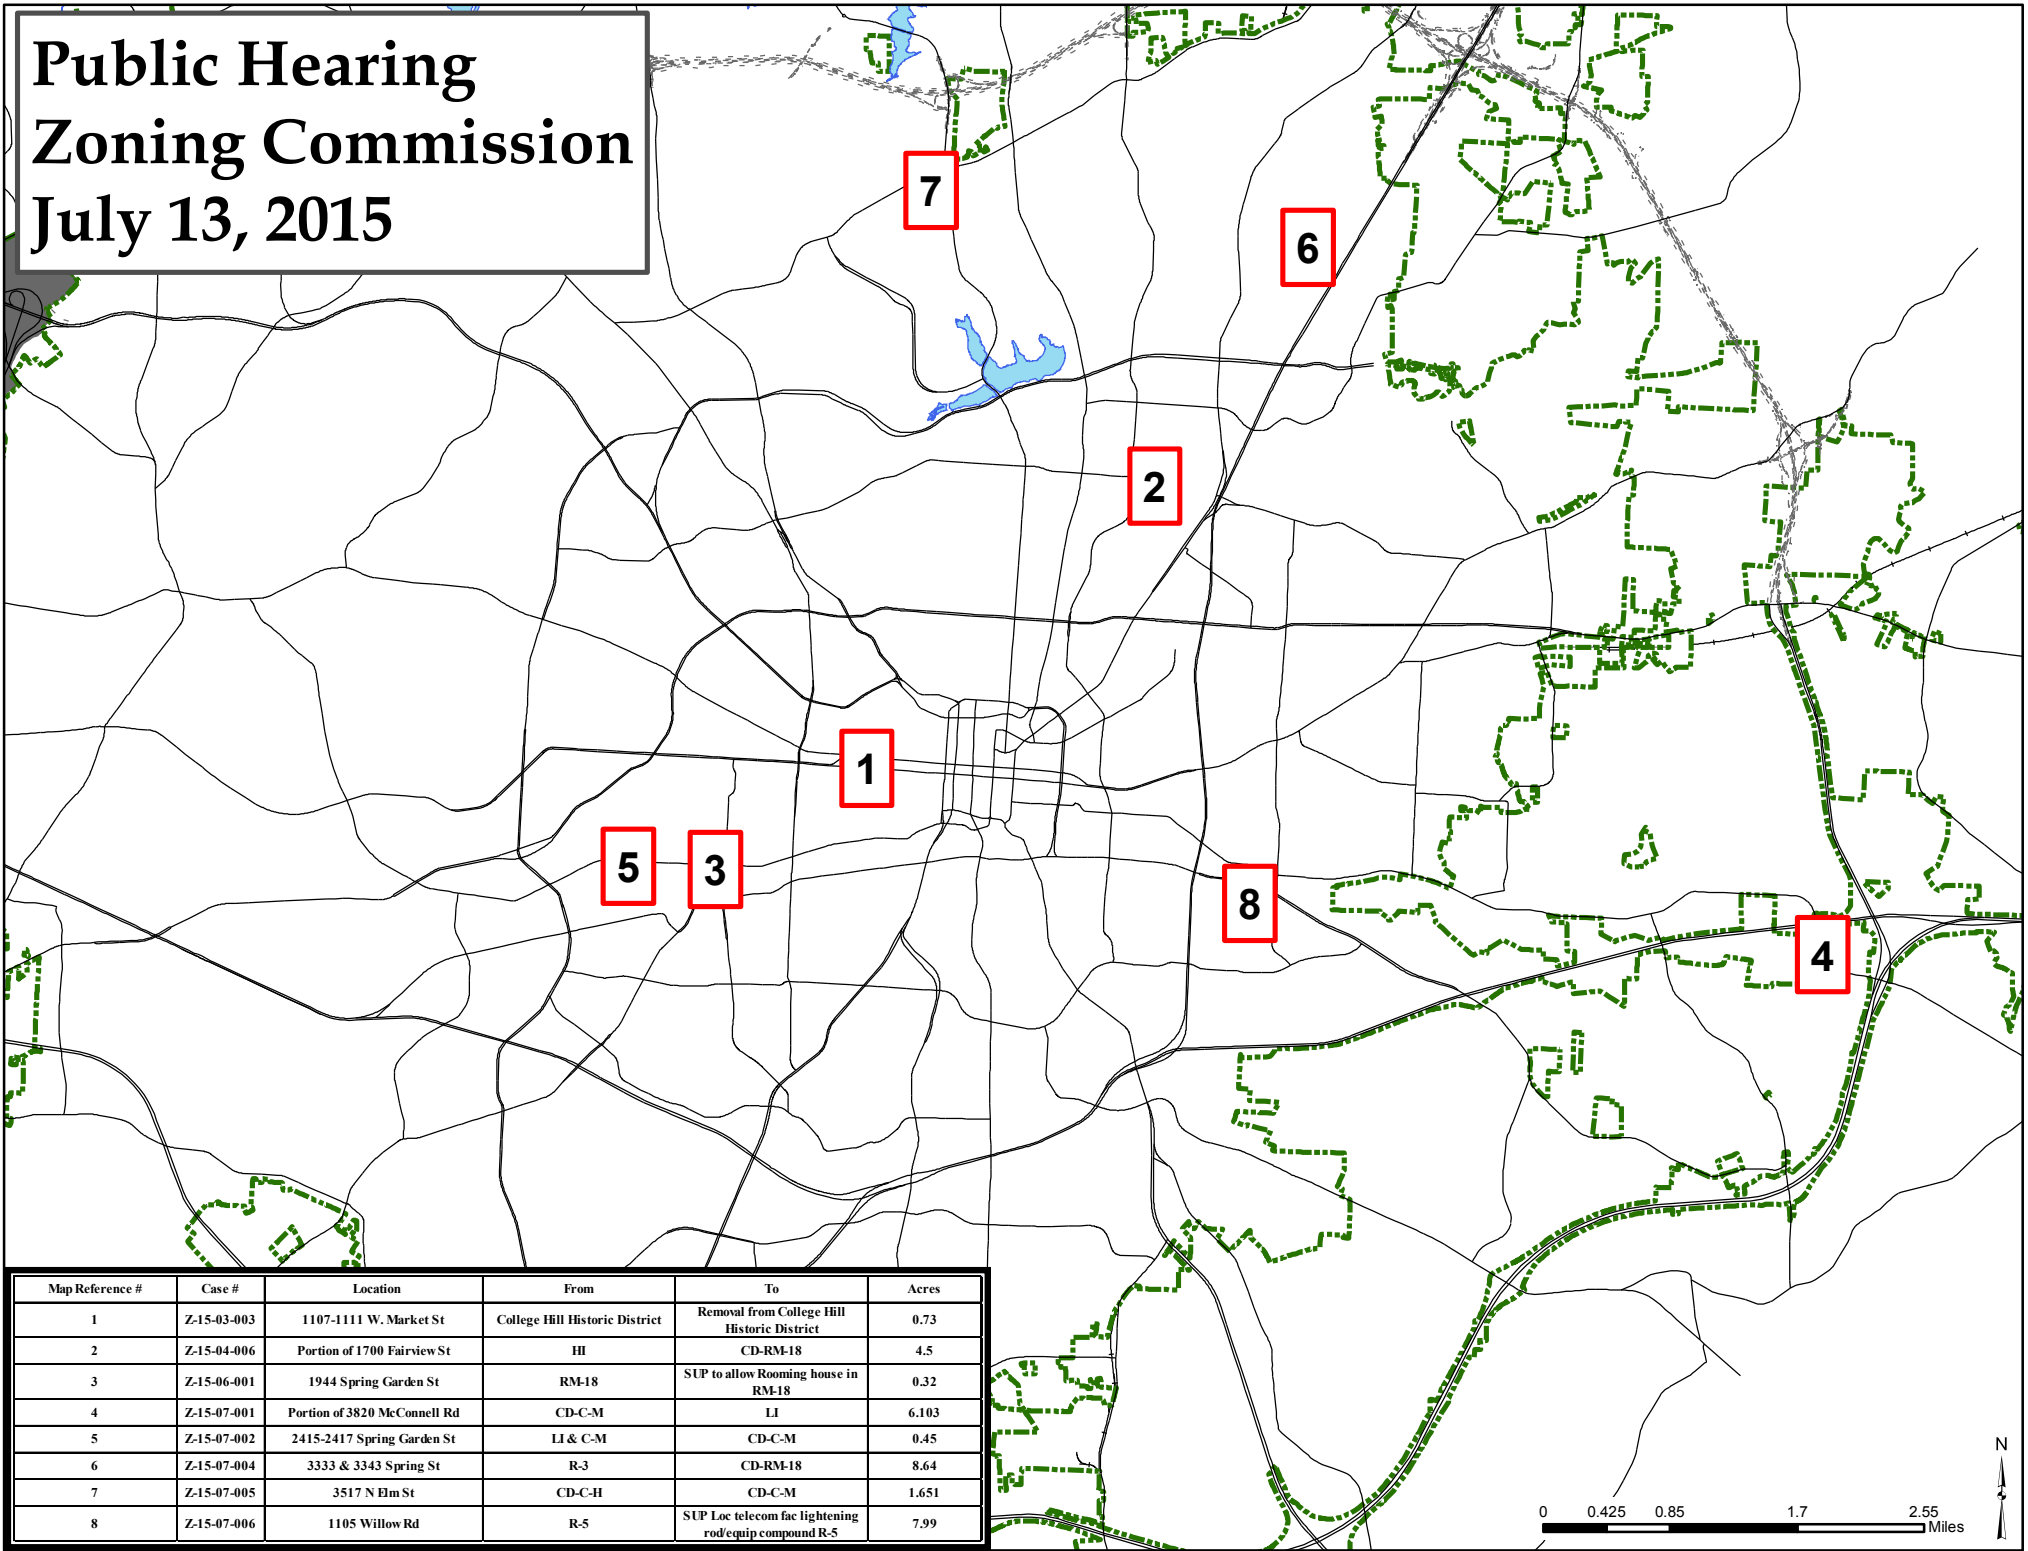 Public Hearing
Zoning Commission
July 13, 2015
7
6
2
1
5
3
8
4
Map Reference # Case # Location From To Acres
1 Z-15-03-003 1107-1111 W. Market St College Hill Historic District Removal from College Hill Historic District 0.73
2 Z-15-04-006 Portion of 1700 Fairview St HI CD-RM-18 4.5
3 Z-15-06-001 1944 Spring Garden St RM-18 SUP to allow Rooming house in RM-18 0.32
4 Z-15-07-001 Portion of 3820 McConnell Rd CD-C-M LI 6.103
5 Z-15-07-002 2415-2417 Spring Garden St LI & C-M CD-C-M 0.45
6 Z-15-07-004 3333 & 3343 Spring St R-3 CD-RM-18 8.64
7 Z-15-07-005 3517 N Elm St CD-C-H CD-C-M 1.651
8 Z-15-07-006 1105 Willow Rd R-5 SUP Loc telecom fac lightening rod/equip compound R-5 7.99
N
0 0.425 0.85 1.7 2.55
Miles